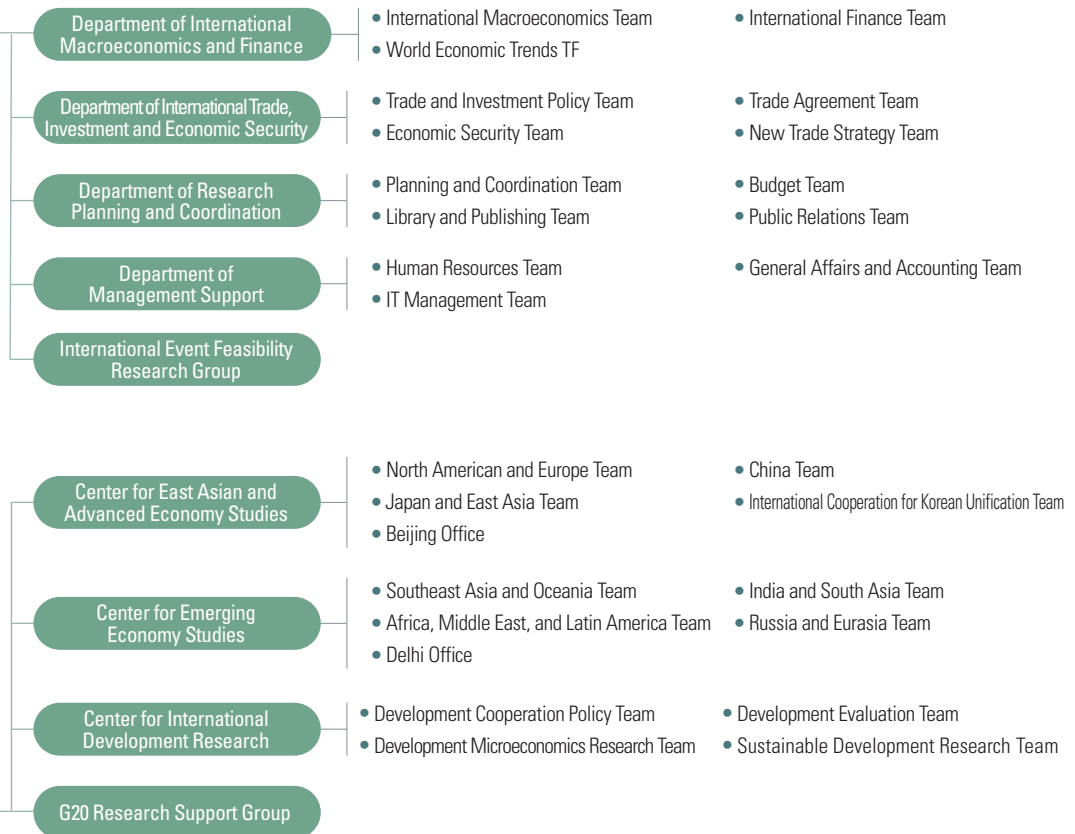 Department of International
Macroeconomics and Finance
• International Macroeconomics Team
• International Finance Team
• World Economic Trends TF
Department of International Trade,
Investment and Economic Security
• Trade and Investment Policy Team
• Trade Agreement Team
• Economic Security Team
• New Trade Strategy Team
Department of Research
Planning and Coordination
• Planning and Coordination Team
• Budget Team
• Library and Publishing Team
• Public Relations Team
Department of
Management Support
• Human Resources Team
• General Affairs and Accounting Team
• IT Management Team
International Event Feasibility
Research Group
Center for East Asian and
Advanced Economy Studies
• North American and Europe Team
• China Team
• Japan and East Asia Team
• International Cooperation for Korean Unification Team
• Beijing Office
Center for Emerging
Economy Studies
• Southeast Asia and Oceania Team
• India and South Asia Team
• Africa, Middle East, and Latin America Team
• Russia and Eurasia Team
• Delhi Office
Center for International
Development Research
• Development Cooperation Policy Team
• Development Evaluation Team
• Development Microeconomics Research Team
• Sustainable Development Research Team
G20 Research Support Group